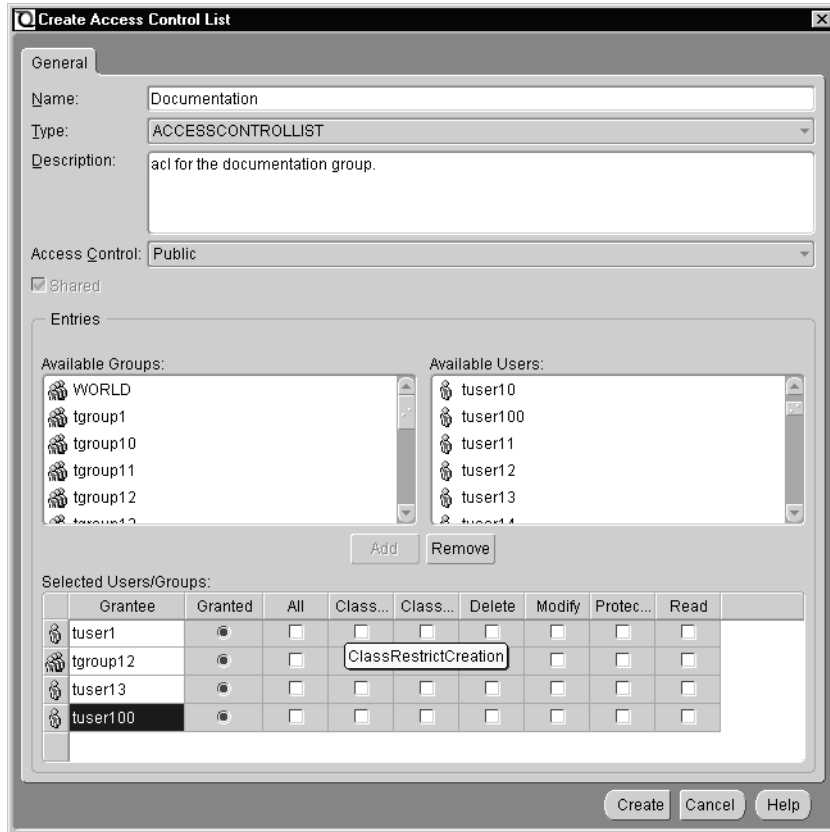 Create Access Control List
General
Name: Documentation
Type: ACCESSCONTROLLIST
Description: acl for the documentation group.
Access Control: Public
Shared
Entries
Available Groups:
WORLD
tgroup1
tgroup10
tgroup11
tgroup12
Available Users:
tuser10
tuser100
tuser11
tuser12
tuser13
Add Remove
Selected Users/Groups:
Grantee Granted All Class... Class... Delete Modify Protec... Read
tuser1
ClassRestrictCreation
tgroup12
tuser13
tuser100
Create Cancel Help